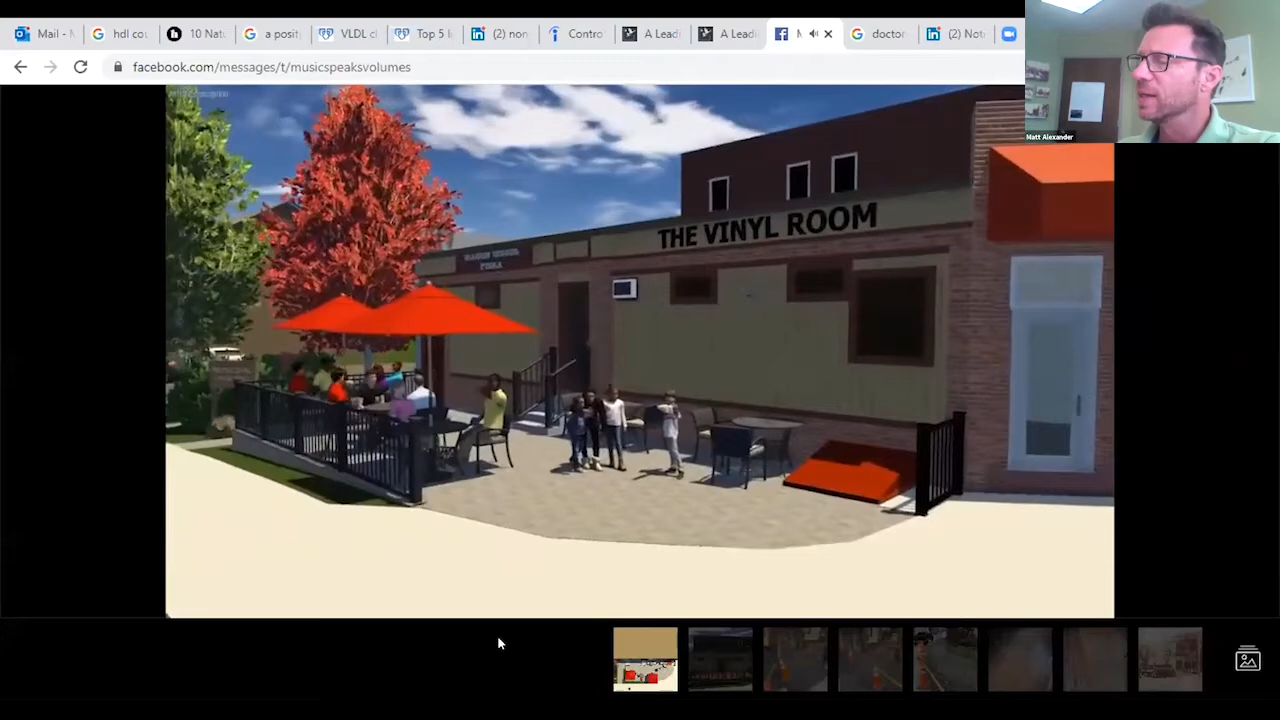 Mail -
hdl co
10 Nat
a posit
VLDL c
Top 5 l
(2) non
Contro
A Lead
A Lead
doctor
(2) Not
facebook.com/messages/t/musicspeaksvolumes
Matt Alexander
THE VINYL ROOM